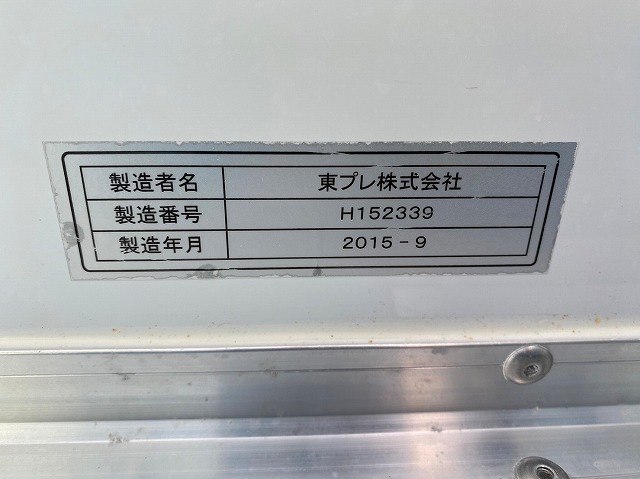 製造者名 東プレ株式会社
製造番号 H152339
製造年月 2015-9